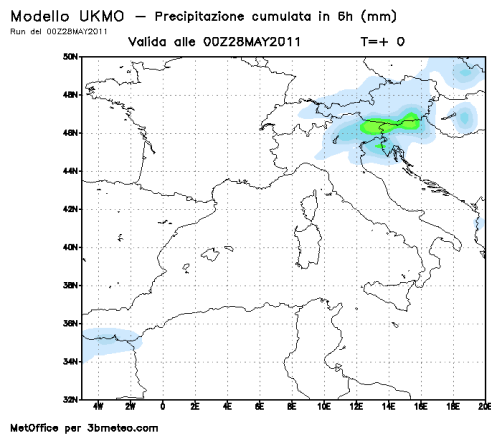 Modello UKMO – Precipitazione cumulata in 6h (mm)
Run del 00Z28MAY2011
Valida alle 00Z28MAY2011 T=+ 0
50N
48N
46N
44N
42N
40N
38N
36N
34N
32N
4W 2W 0 2E 4E 6E 8E 10E 12E 14E 16E 18E 20E
MetOffice per 3bmeteo.com